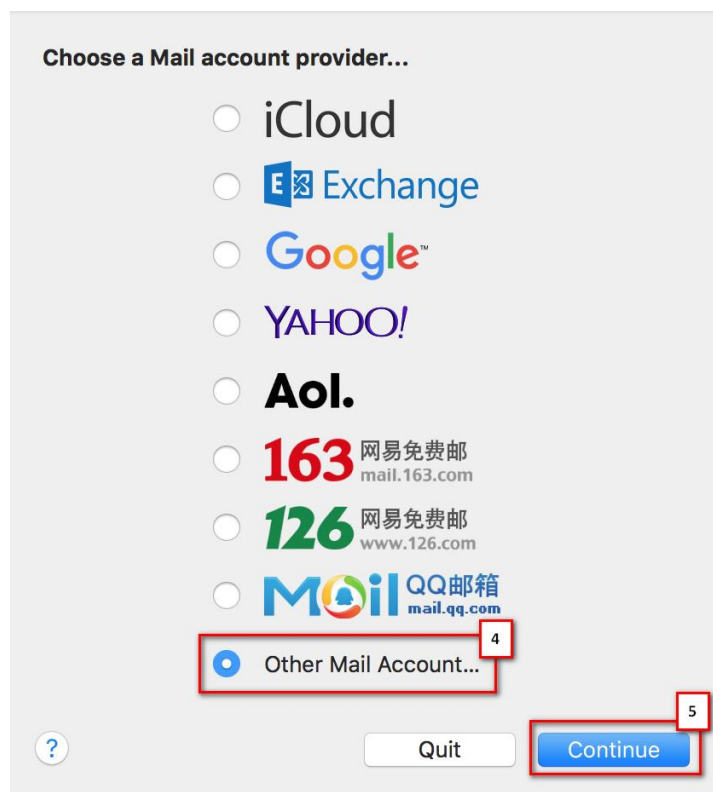 Choose a Mail account provider...
iCloud
E Exchange
Google™
YAHOO!
Aol.
163 网易免费邮
mail.163.com
126 网易免费邮
www.126.com
Mail QQ邮箱
mail.qq.com
4
Other Mail Account...
5
? Quit Continue